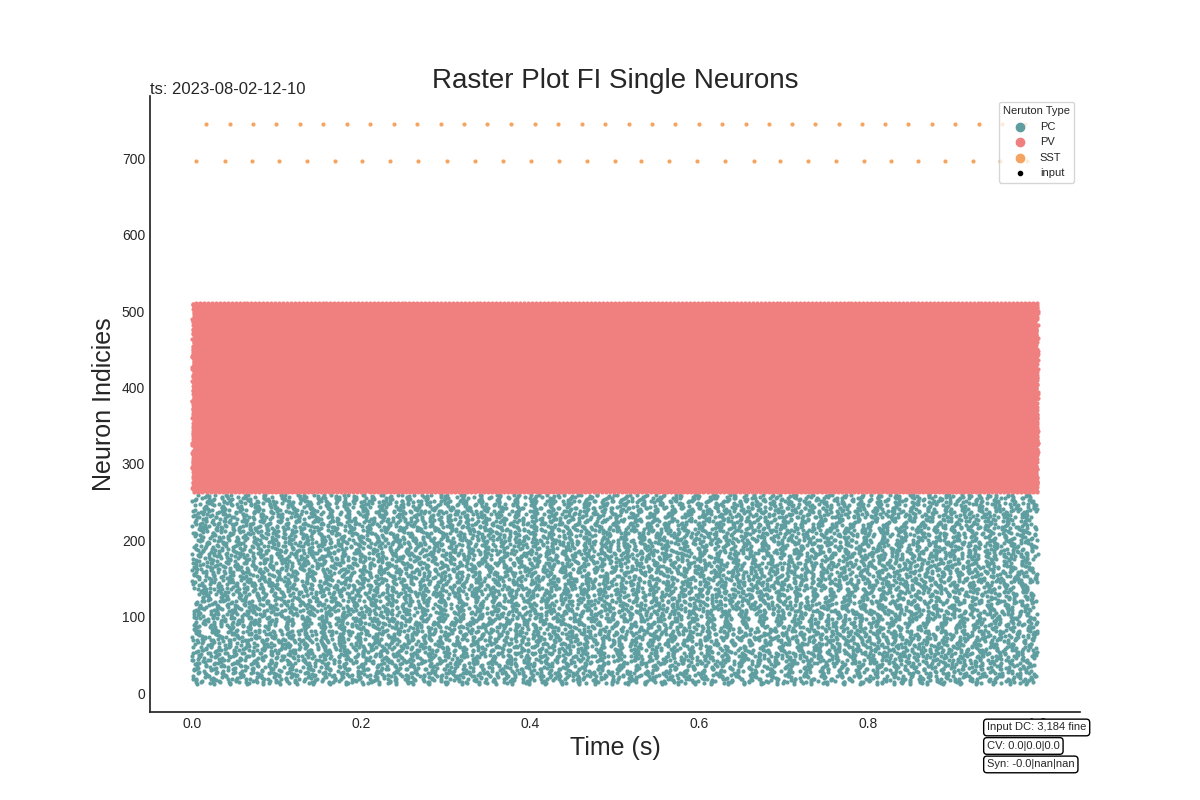 Raster Plot FI Single Neurons
ts: 2023-08-02-12-10
Neruton Type
PC
PV
SST
input
700
600
500
400
300
200
100
0
Neuron Indicies
0.0 0.2 0.4 0.6 0.8
Time (s)
Input DC: 3,184 fine
CV: 0.0|0.0|0.0
Syn: -0.0|nan|nan